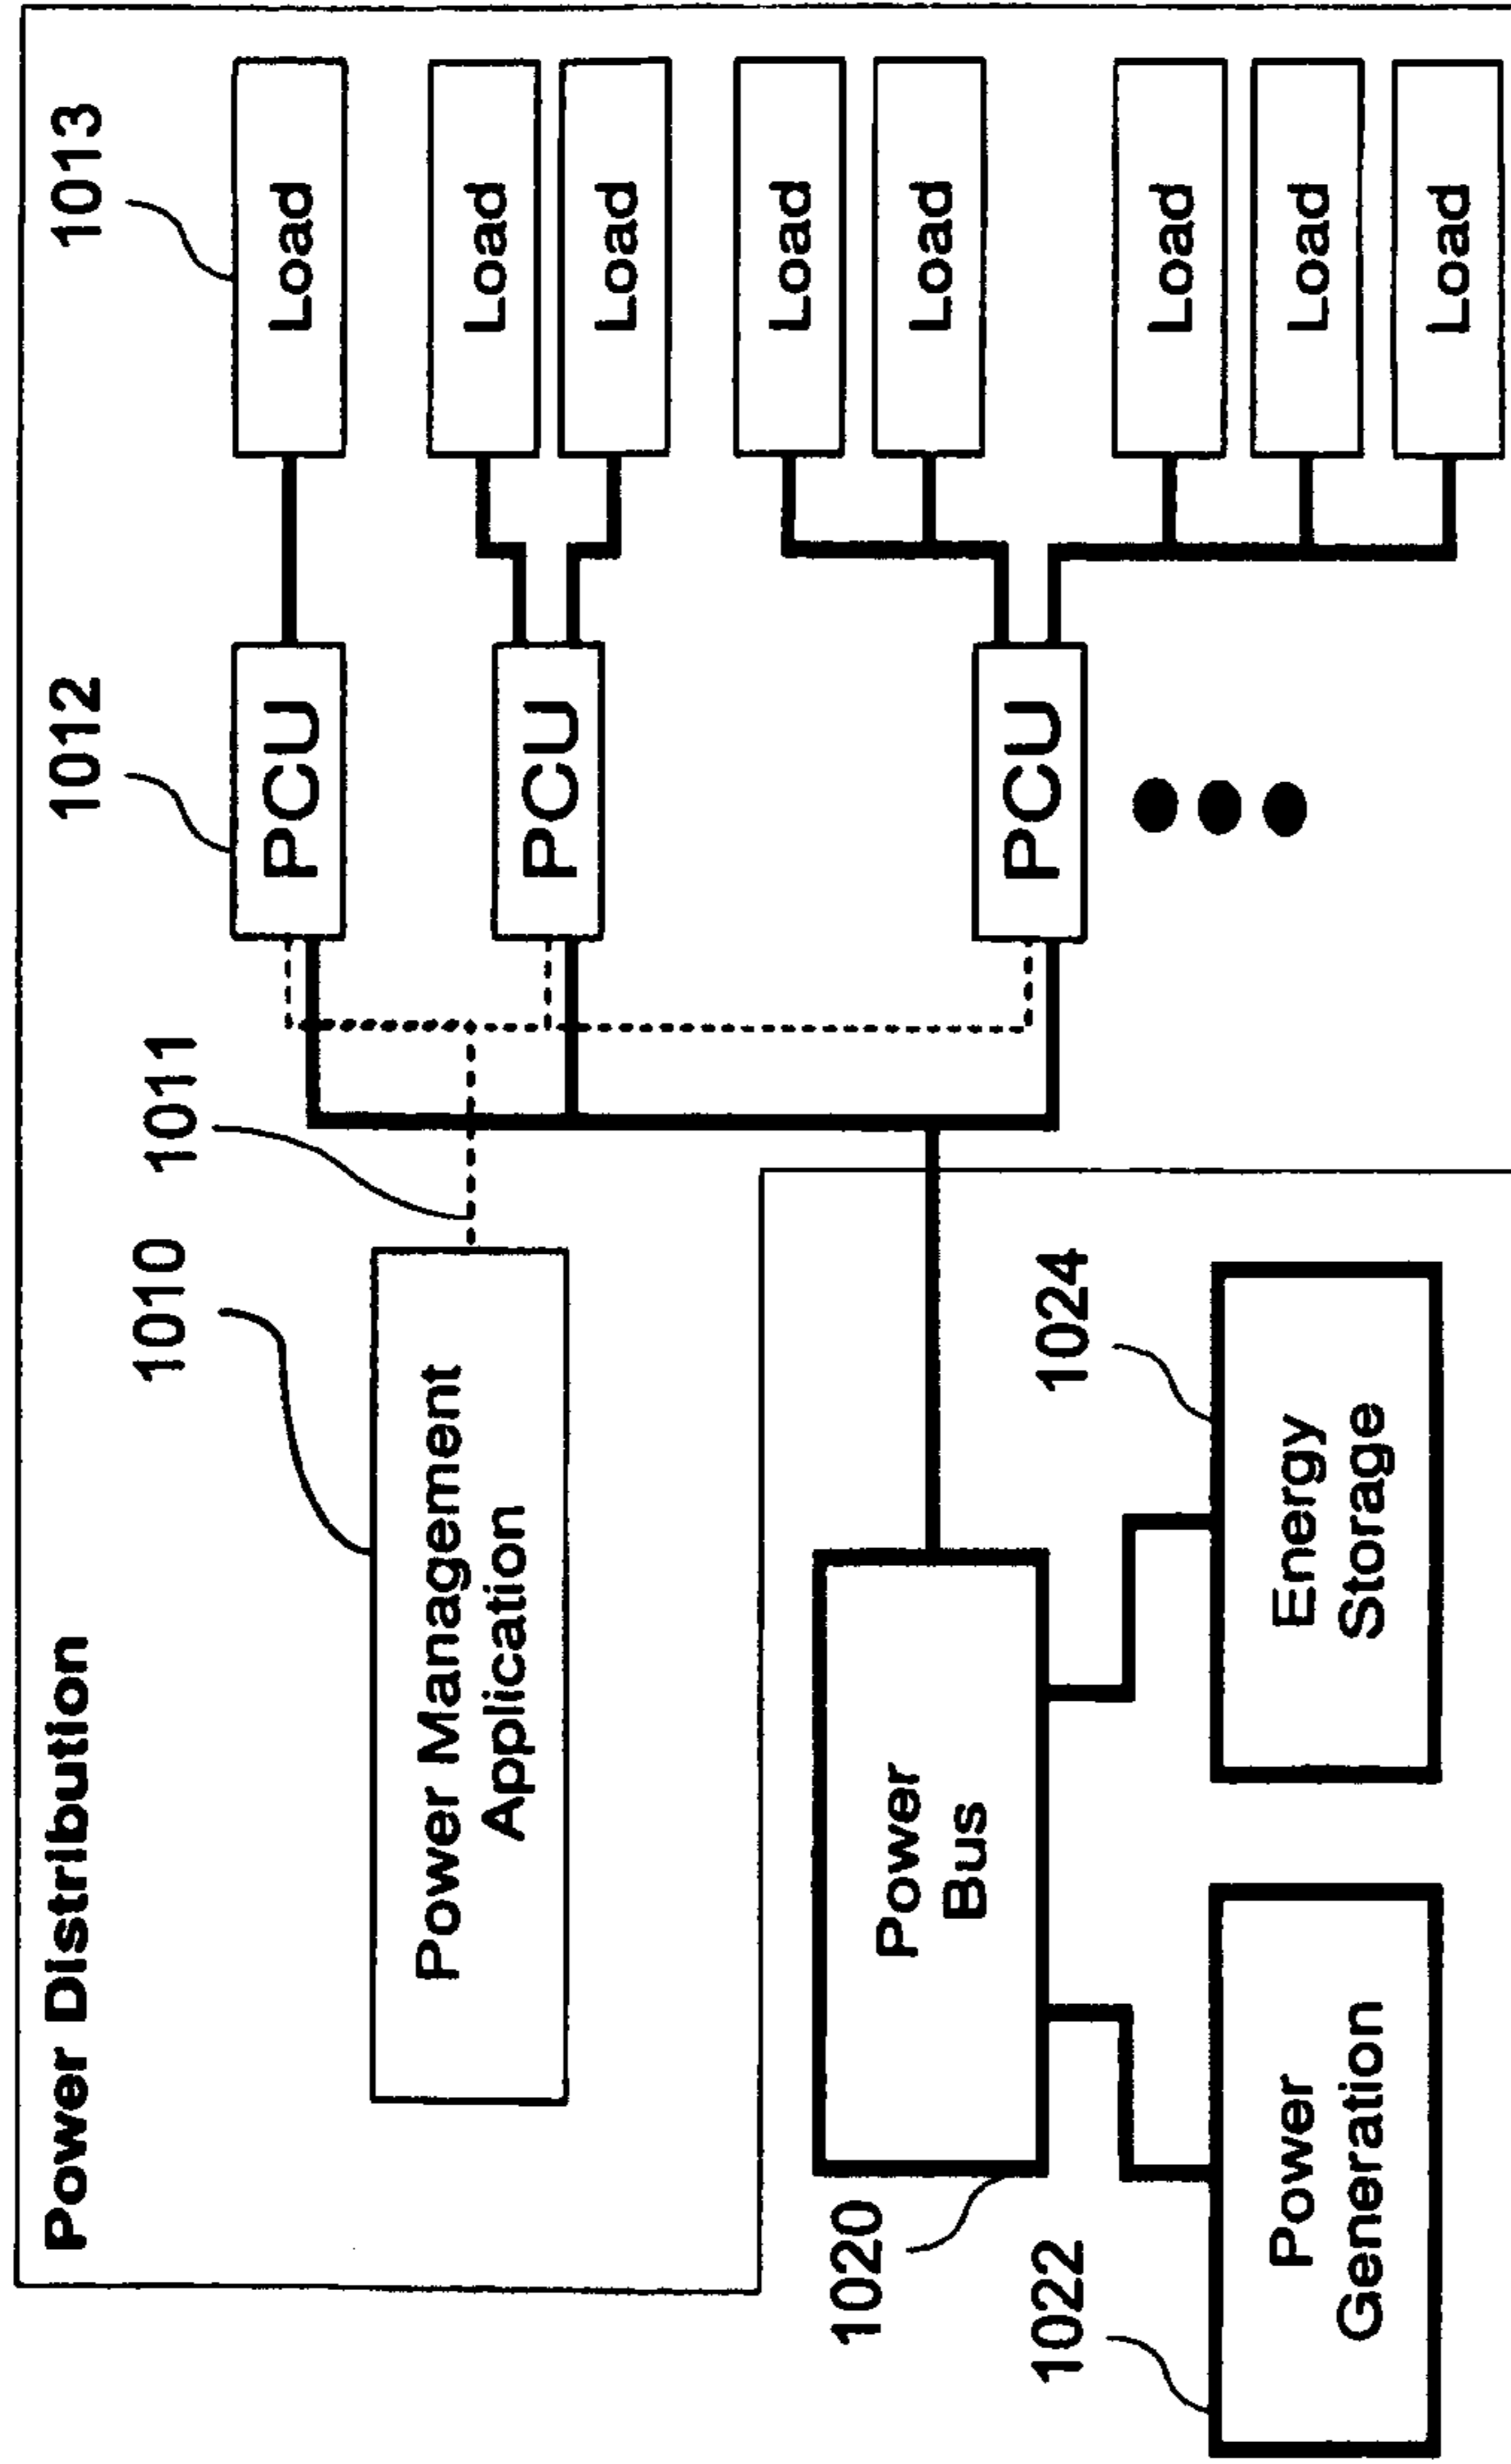 Power Distribution
1010
1011
1012
1013
Power Management
Application
PCU
Load
PCU
Load
Load
PCU
Load
Load
Load
Load
Load
1020
Power
Bus
1022
1024
Power
Generation
Energy
Storage